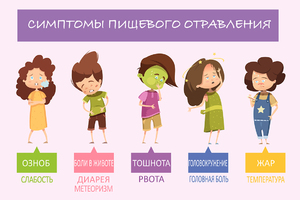 СИМПТОМЫ ПИЩЕВОГО ОТРАВЛЕНИЯ
ОЗНОБ
СЛАБОСТЬ
БОЛИ В ЖИВОТЕ
ДИАРЕЯ
МЕТЕОРИЗМ
ТОШНОТА
РВОТА
ГОЛОВОКРУЖЕНИЕ
ГОЛОВНАЯ БОЛЬ
ЖАР
ТЕМПЕРАТУРА